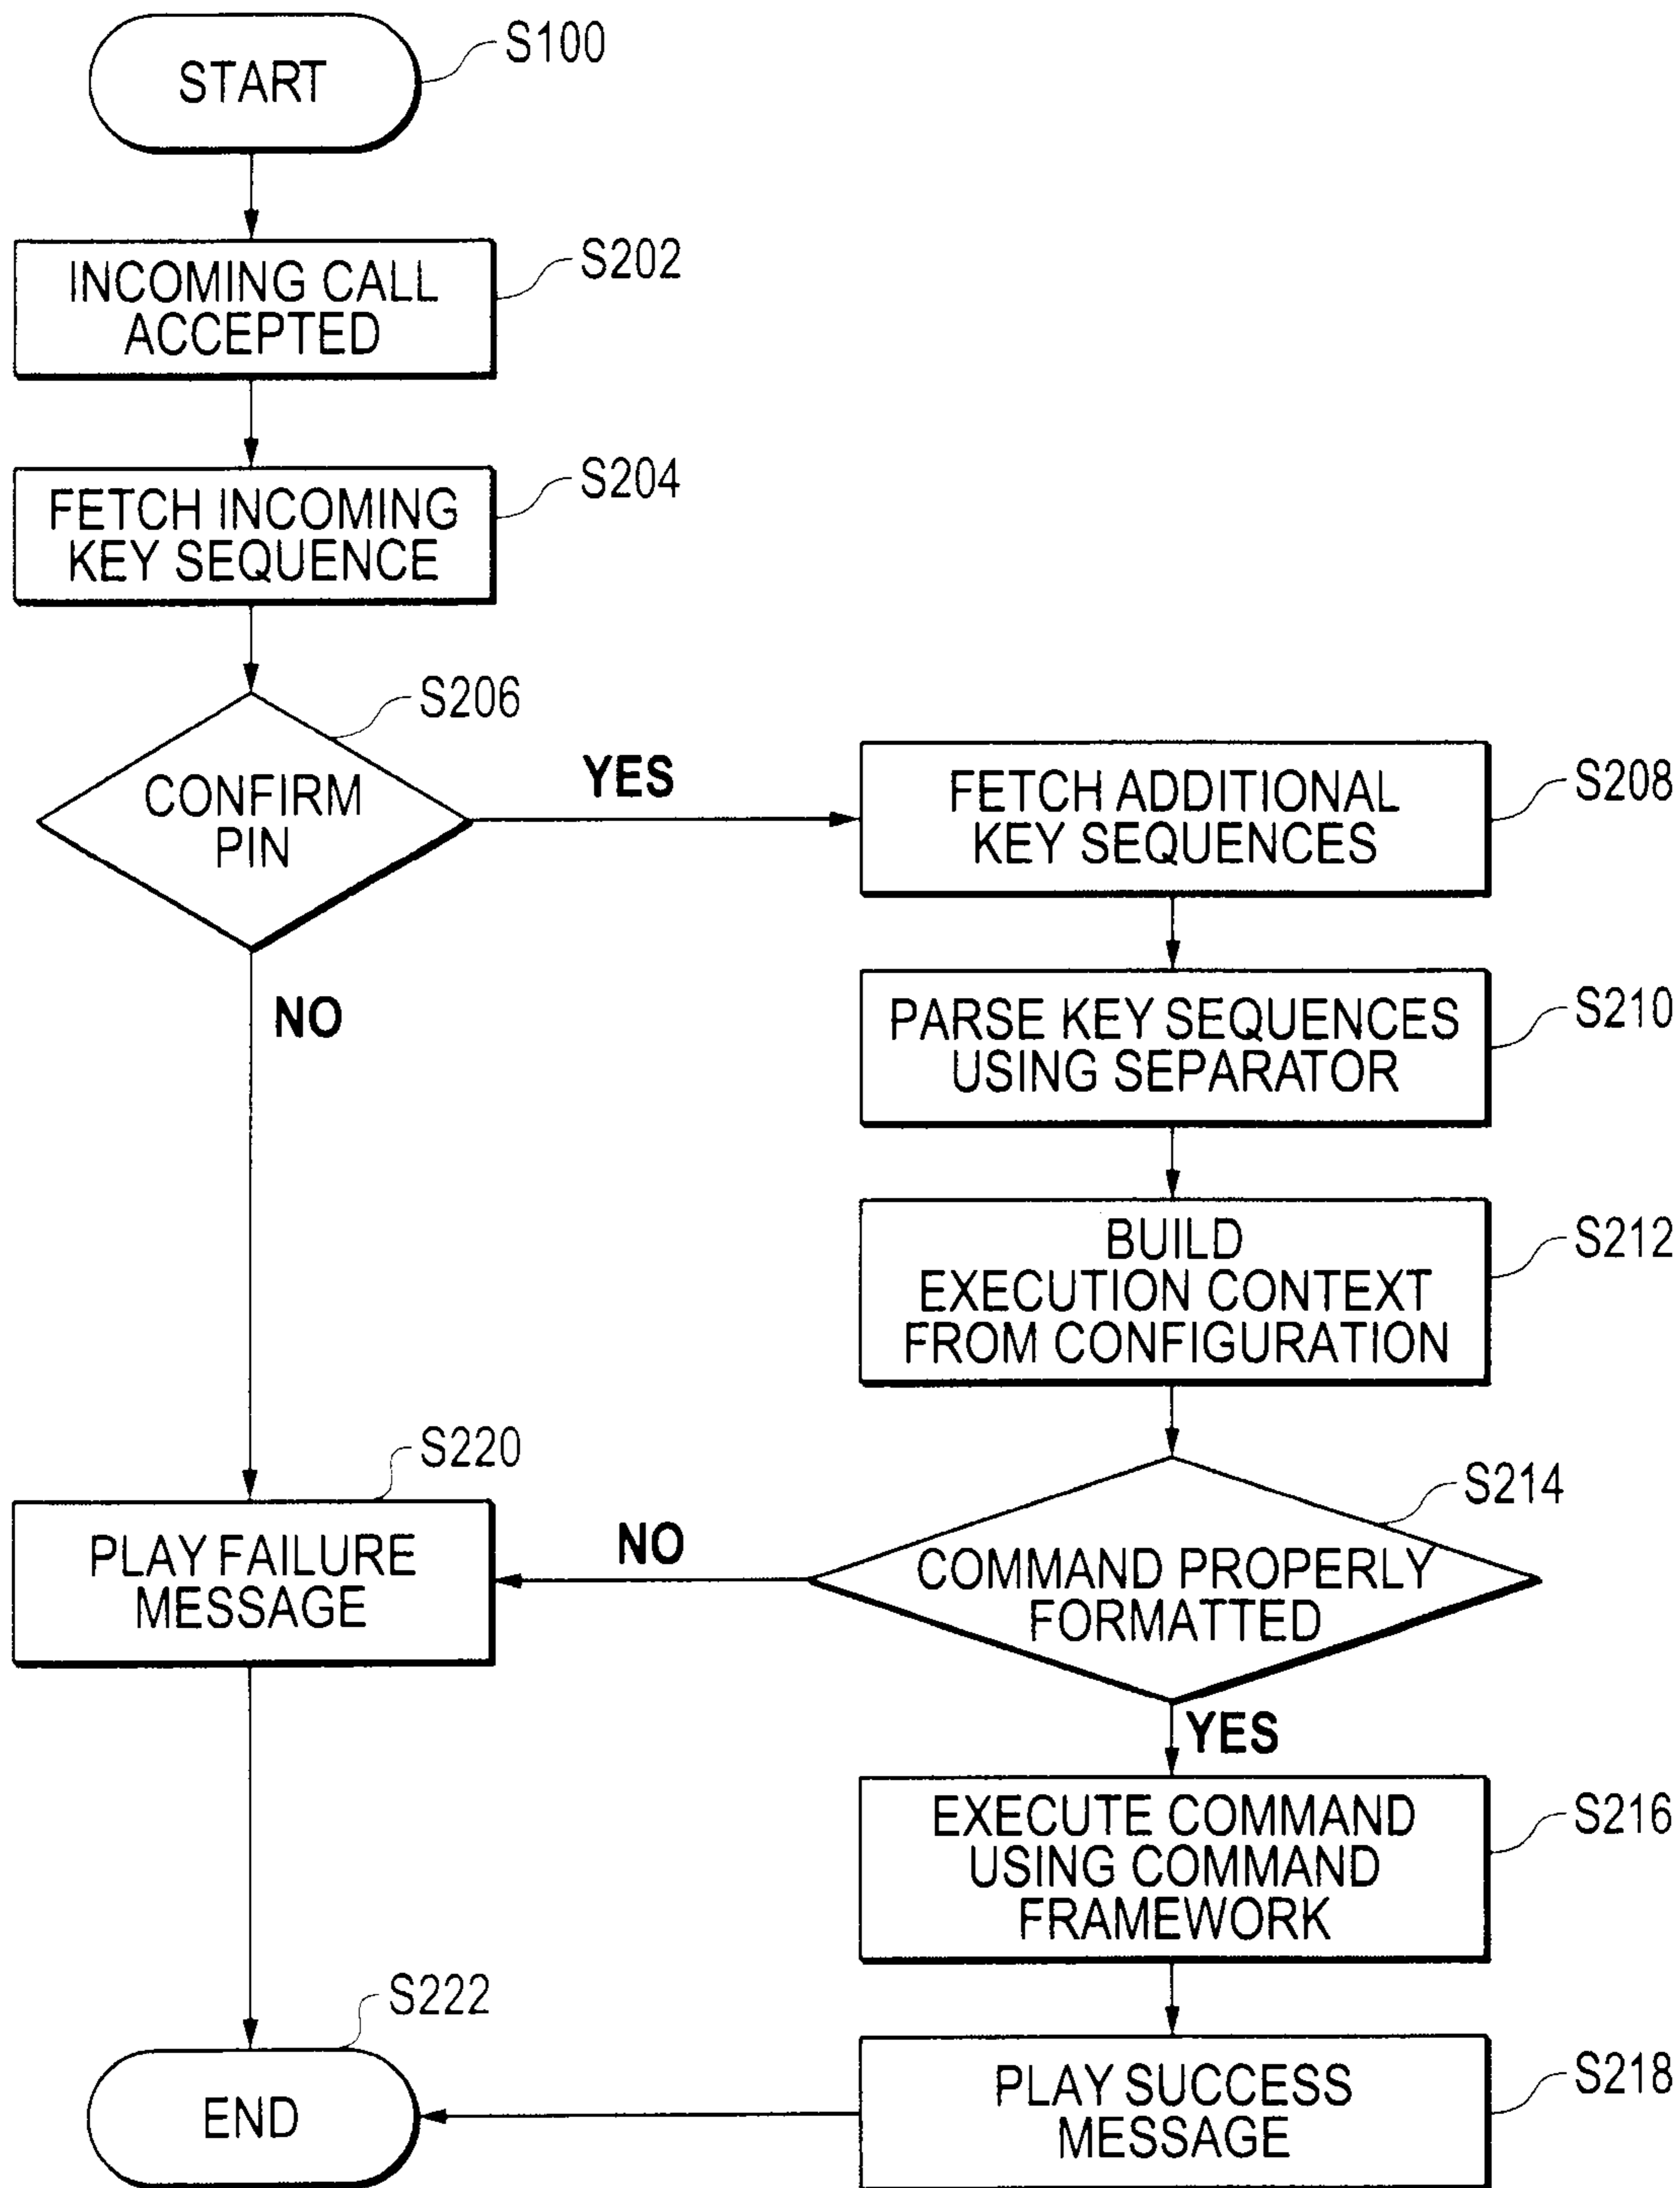 START
S100
INCOMING CALL
ACCEPTED
S202
FETCH INCOMING
KEY SEQUENCE
S204
CONFIRM
PIN
S206
YES
NO
FETCH ADDITIONAL
KEY SEQUENCES
S208
PARSE KEY SEQUENCES
USING SEPARATOR
S210
BUILD
EXECUTION CONTEXT
FROM CONFIGURATION
S212
COMMAND PROPERLY
FORMATTED
S214
NO
YES
PLAY FAILURE
MESSAGE
S220
EXECUTE COMMAND
USING COMMAND
FRAMEWORK
S216
PLAY SUCCESS
MESSAGE
S218
END
S222